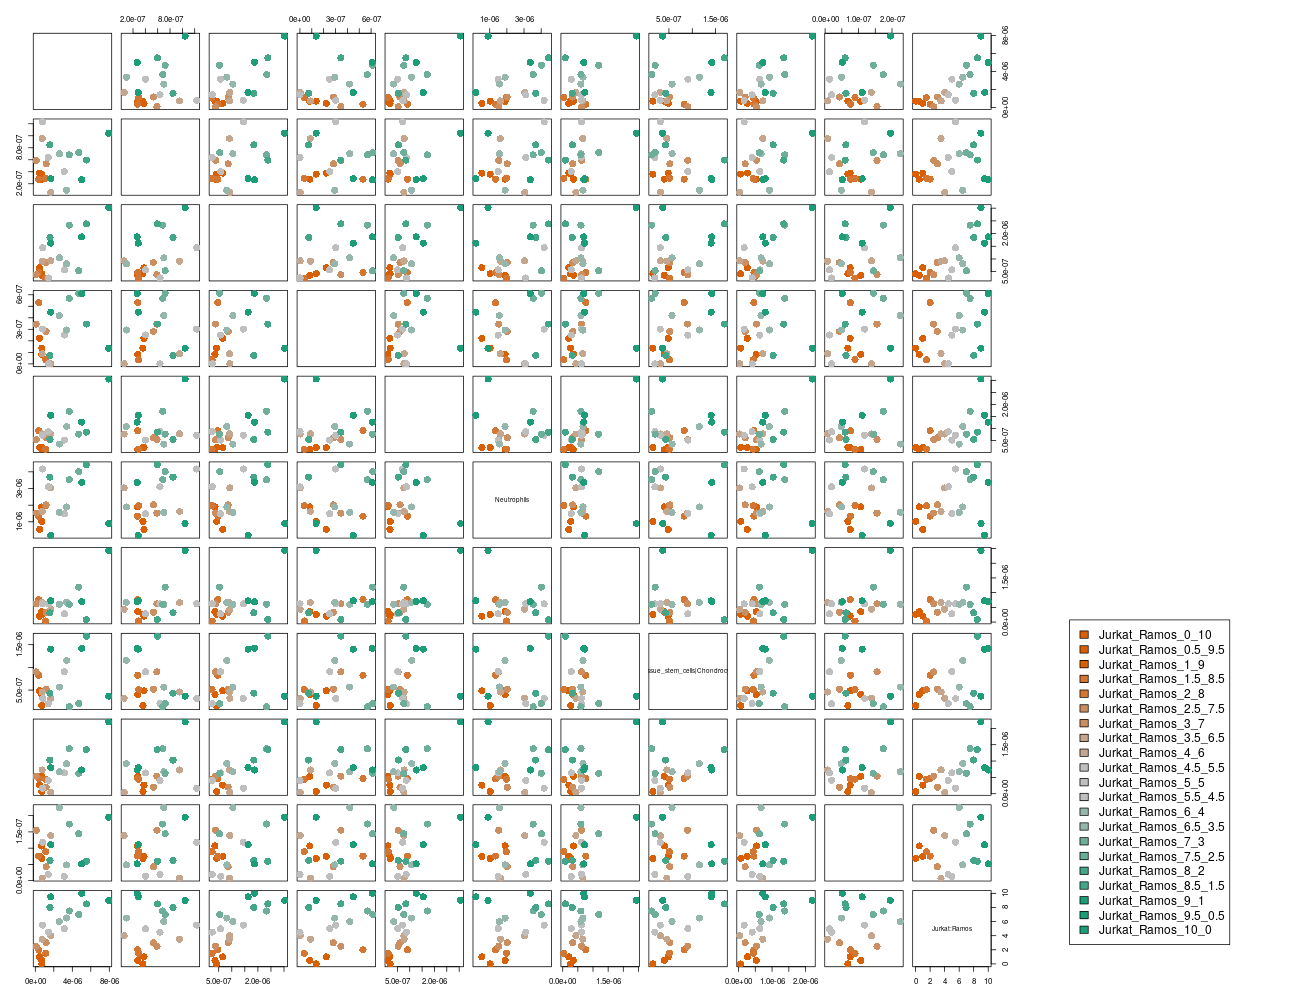 2.0e-07 8.0e-07 0e+00 3e-07 6e-07 1e-06 3e-06 5.0e-07 1.5e-06 0.0e+00 1.0e-07 2.0e-07
0e+00 4e-06 8e-06
2.0e-07 8.0e-07
5.0e-07 2.0e-06
0e+00 3e-07 6e-07
5.0e-07 2.0e-06
1e-06 3e-06
Neutrophils
0.0e+00 1.5e-06
5.0e-07 1.5e-06
sue_stem_cells|Chondroc
0.0e+00 1.5e-06
0.0e+00 1.5e-07
Jurkat:Ramos
0 2 4 6 8 10
0e+00 4e-06 8e-06 5.0e-07 2.0e-06 5.0e-07 2.0e-06 0.0e+00 1.5e-06 0.0e+00 1.0e-06 2.0e-06 0 2 4 6 8 10
Jurkat_Ramos_0_10
Jurkat_Ramos_0.5_9.5
Jurkat_Ramos_1_9
Jurkat_Ramos_1.5_8.5
Jurkat_Ramos_2_8
Jurkat_Ramos_2.5_7.5
Jurkat_Ramos_3_7
Jurkat_Ramos_3.5_6.5
Jurkat_Ramos_4_6
Jurkat_Ramos_4.5_5.5
Jurkat_Ramos_5_5
Jurkat_Ramos_5.5_4.5
Jurkat_Ramos_6_4
Jurkat_Ramos_6.5_3.5
Jurkat_Ramos_7_3
Jurkat_Ramos_7.5_2.5
Jurkat_Ramos_8_2
Jurkat_Ramos_8.5_1.5
Jurkat_Ramos_9_1
Jurkat_Ramos_9.5_0.5
Jurkat_Ramos_10_0